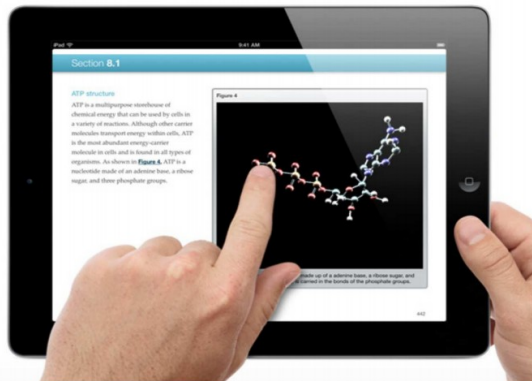 iPad
9:41 AM
Section 8.1
ATP structure
Figure 4
ATP is a multipurpose storehouse of
chemical energy that can be used by cells in
a variety of reactions. Although other carrier
molecules transport energy within cells, ATP
is the most abundant energy-carrier
molecule in cells and is found in all types of
organisms. As shown in Figure 4, ATP is a
nucleotide made of an adenine base, a ribose
sugar, and three phosphate groups.
made up of a adenine base, a ribose sugar, and
is carried in the bonds of the phosphate groups.
442